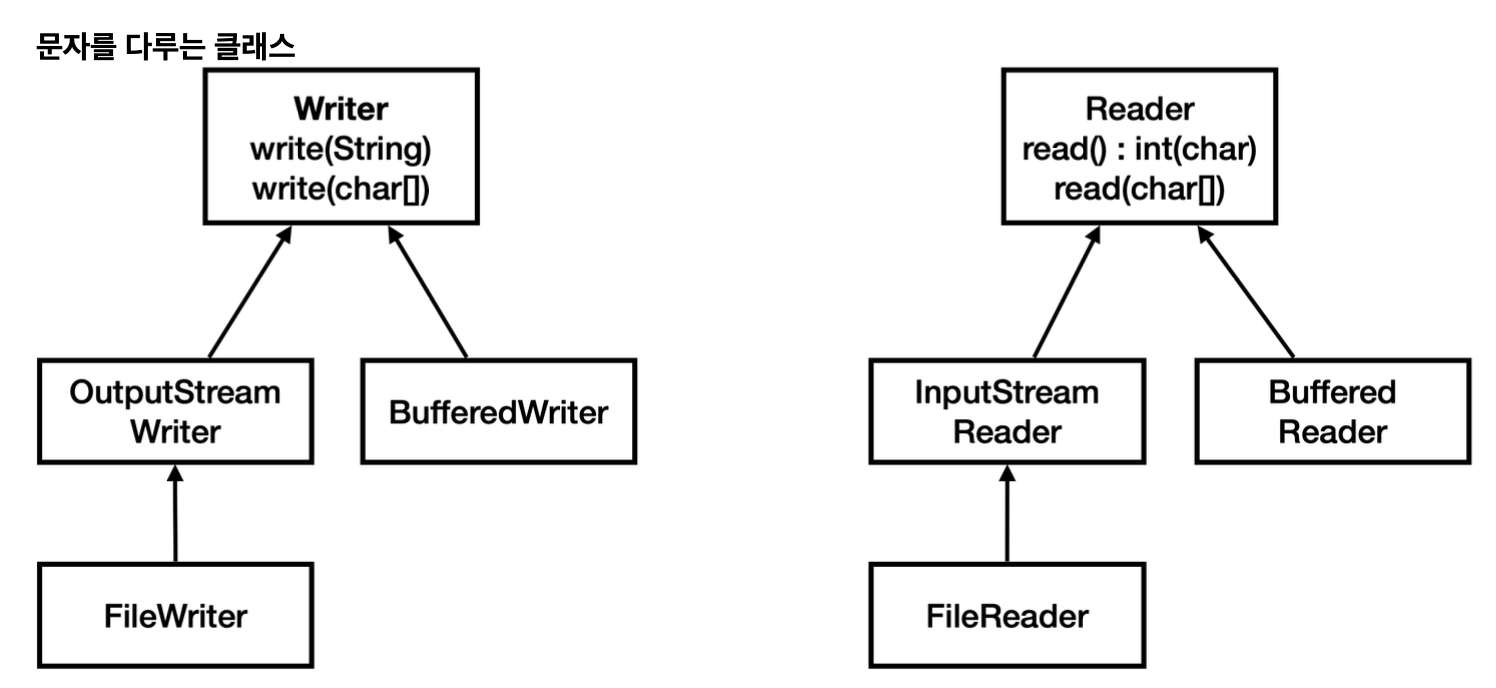 문자를 다루는 클래스
Writer
write(String)
write(char[])
Reader
read() : int(char)
read(char[])
OutputStream
Writer
BufferedWriter
InputStream
Reader
Buffered
Reader
FileWriter
FileReader